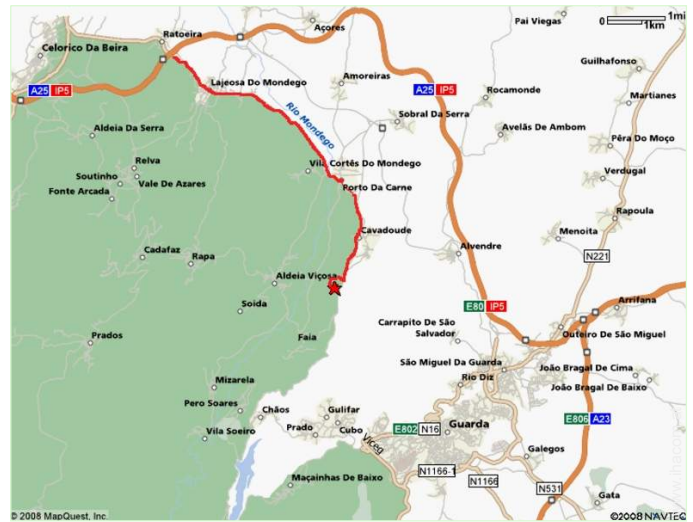 Pai Viegas
0
1mi
1km
Ratoeira
Açores
Celorico Da Beira
Guilhafonso
Lajeosa Do Mondego
Amoreiras
A25 IP5
A25 IP5
Rocamonde
Martianes
Rio Mondego
Sobral Da Serra
Aldeia Da Serra
Avelãs De Ambom
Pêra Do Moço
Relva
Vila Cortês Do Mondego
Soutinho
Vale De Azares
Verdugal
Fonte Arcada
Porto Da Carne
Rapoula
Cavadoude
Menoita
Alvendre
Cadafaz
N221
Rapa
Aldeia Viçosa
Soida
E80 IP5
Arrifana
Carrapito De São
Salvador
Outeiro De São Miguel
Prados
Faia
São Miguel Da Guarda
João Bragal De Cima
Rio Diz
João Bragal De Baixo
Mizarela
Pero Soares
Chãos
Gulifar
E806 A23
Prado
Cubo
E802 N16
Guarda
Vila Soeiro
Viceg
Galegos
N1166-1
N1166
Maçainhas De Baixo
N531
Gata
© 2008 MapQuest, Inc.
©2008 NAVTEQ